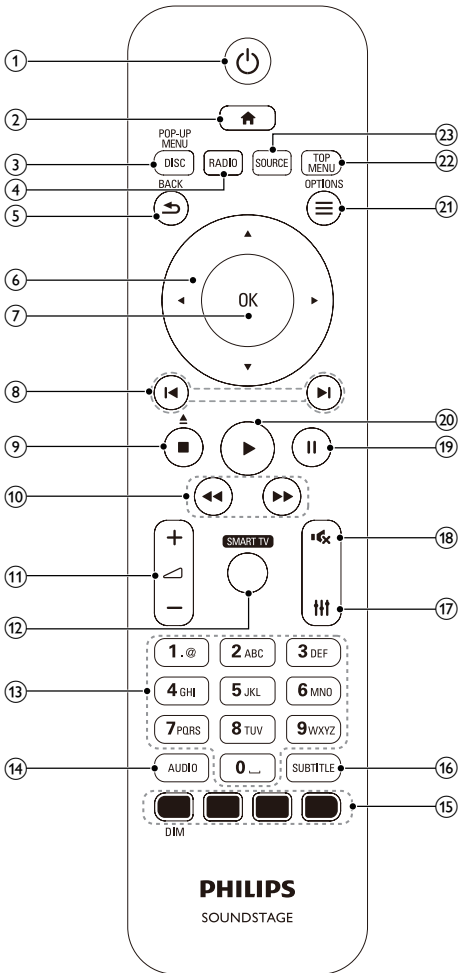 ①
②
POP-UP
MENU
③ DISC RADIO SOURCE TOP
MENU
㉓
㉒
④
BACK OPTIONS
⑤ ㉑
⑥
⑦ OK
⑧
⑳
⑨ ⑲
⑩
SMART TV ⑱
⑪ + −
⑫ ⑰
1 .@ 2 ABC 3 DEF
⑬ 4 GHI 5 JKL 6 MNO
7 PQRS 8 TUV 9 WXYZ
⑭ AUDIO 0 SUBTITLE ⑯
⑮
DIM
PHILIPS
SOUNDSTAGE